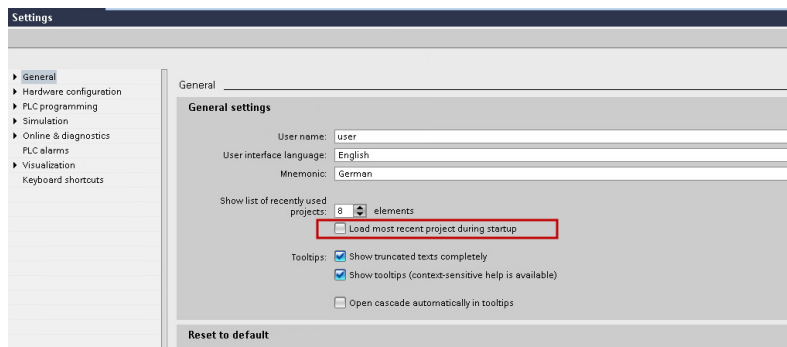 Settings
General
Hardware configuration
PLC programming
Simulation
Online & diagnostics
PLC alarms
Visualization
Keyboard shortcuts
General
General settings
User name: user
User interface language: English
Mnemonic: German
Show list of recently used
projects: 8 elements
Load most recent project during startup
Tooltips: Show truncated texts completely
Show tooltips (context-sensitive help is available)
Open cascade automatically in tooltips
Reset to default